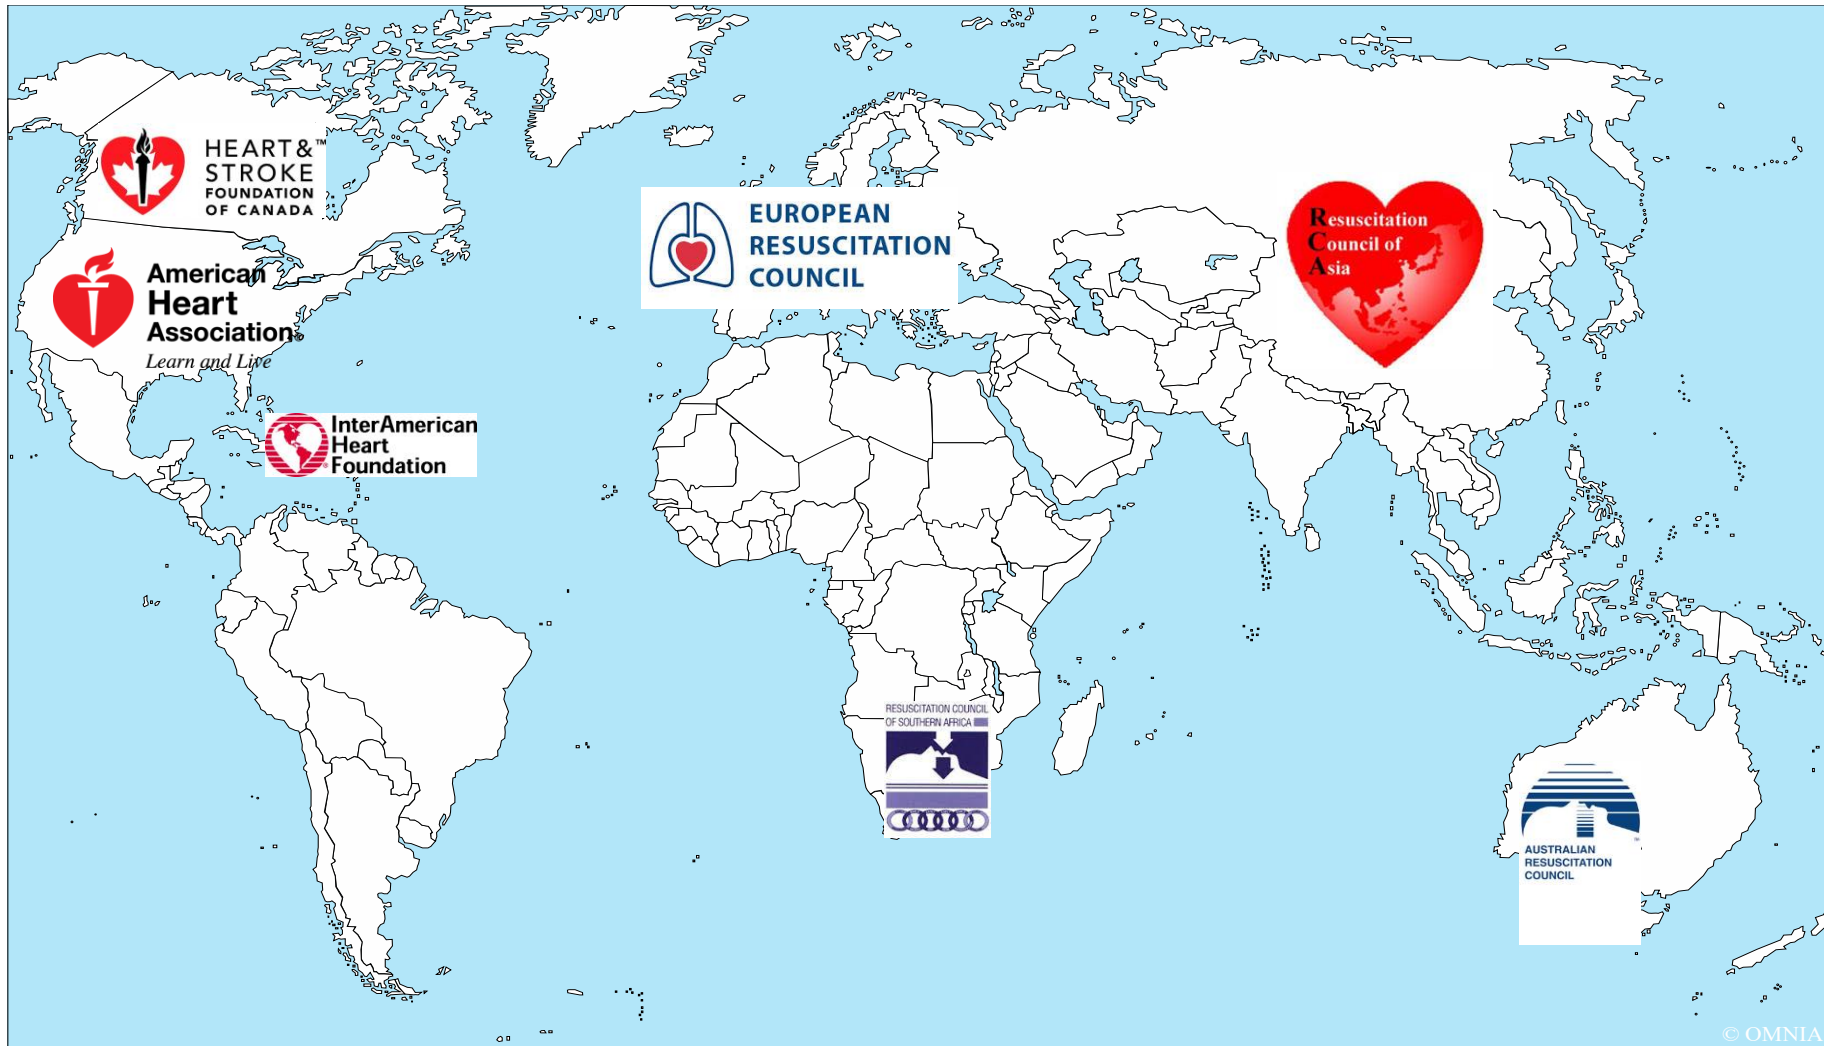 HEART & ™
STROKE
FOUNDATION
OF CANADA
American
Heart
Association
Learn and Live
InterAmerican
Heart
Foundation
EUROPEAN
RESUSCITATION
COUNCIL
Resuscitation
Council of
Asia
RESUSCITATION COUNCIL
OF SOUTHERN AFRICA
AUSTRALIAN
RESUSCITATION
COUNCIL
© OMNIA